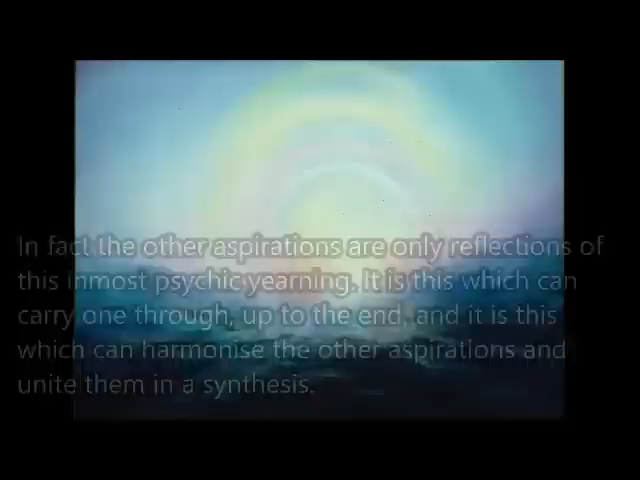 In fact the other aspirations are only reflections of
this inmost psychic yearning. It is this which can
carry one through, up to the end, and it is this
which can harmonise the other aspirations and
unite them in a synthesis.